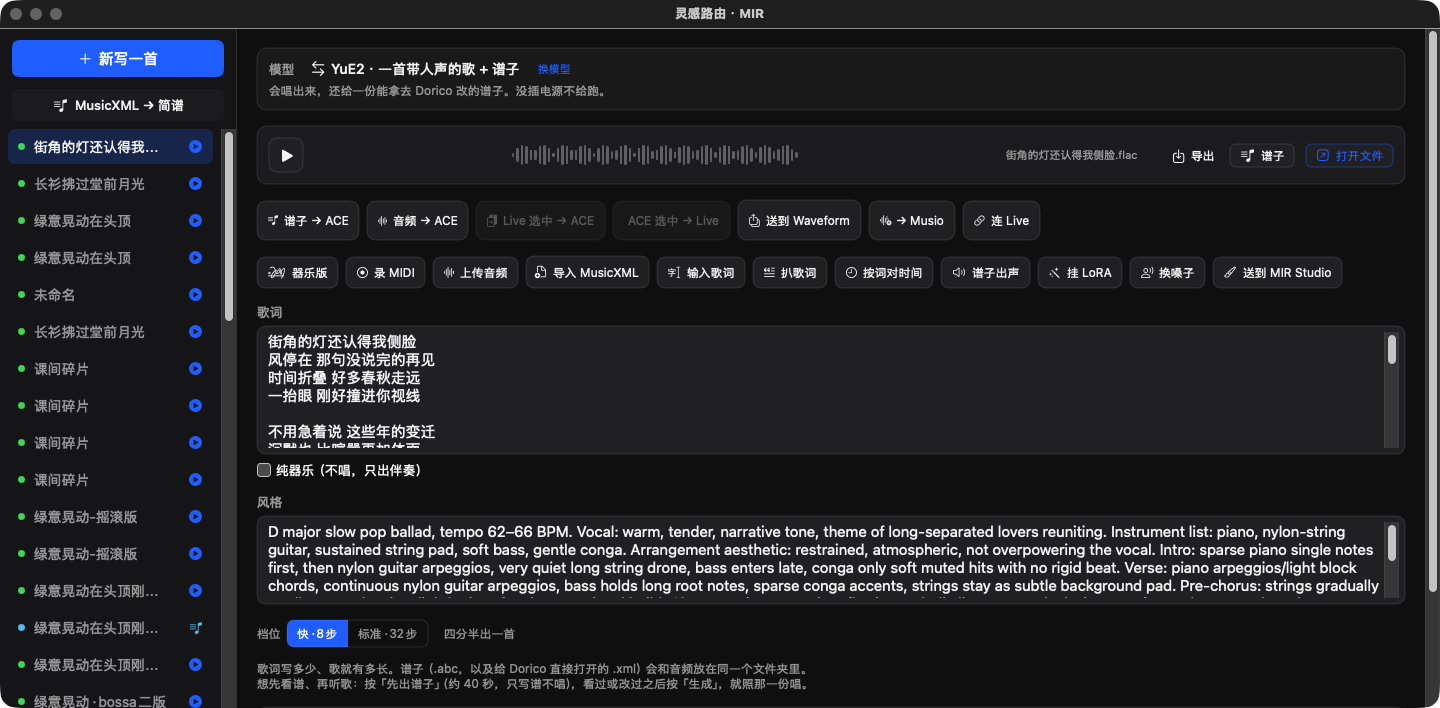 灵感路由 · MIR
＋ 新写一首
MusicXML → 简谱
街角的灯还认得我…
长衫拂过堂前月光
绿意晃动在头顶
绿意晃动在头顶
未命名
长衫拂过堂前月光
课间碎片
课间碎片
课间碎片
课间碎片
绿意晃动-摇滚版
绿意晃动-摇滚版
绿意晃动在头顶刚…
绿意晃动在头顶刚…
绿意晃动在头顶刚…
绿意晃动 · bossa二版
模型 YuE2 · 一首带人声的歌 + 谱子 换模型
会唱出来，还给一份能拿去 Dorico 改的谱子。没插电源不给跑。
街角的灯还认得我侧脸.flac 导出 谱子 打开文件
谱子 → ACE 音频 → ACE Live 选中 → ACE ACE 选中 → Live 送到 Waveform → Musio 连 Live
器乐版 录 MIDI 上传音频 导入 MusicXML 输入歌词 扒歌词 按词对时间 谱子出声 挂 LoRA 换嗓子 送到 MIR Studio
歌词
街角的灯还认得我侧脸
风停在 那句没说完的再见
时间折叠 好多春秋走远
一抬眼 刚好撞进你视线
不用急着说 这些年的变迁
纯器乐（不唱，只出伴奏）
风格
D major slow pop ballad, tempo 62–66 BPM. Vocal: warm, tender, narrative tone, theme of long-separated lovers reuniting. Instrument list: piano, nylon-string
guitar, sustained string pad, soft bass, gentle conga. Arrangement aesthetic: restrained, atmospheric, not overpowering the vocal. Intro: sparse piano single notes
first, then nylon guitar arpeggios, very quiet long string drone, bass enters late, conga only soft muted hits with no rigid beat. Verse: piano arpeggios/light block
chords, continuous nylon guitar arpeggios, bass holds long root notes, sparse conga accents, strings stay as subtle background pad. Pre-chorus: strings gradually
档位 快 · 8 步 标准 · 32 步 四分半出一首
歌词写多少、歌就有多长。谱子（.abc，以及给 Dorico 直接打开的 .xml）会和音频放在同一个文件夹里。
想先看谱、再听歌：按「先出谱子」（约 40 秒，只写谱不唱），看过或改过之后按「生成」，就照那一份唱。